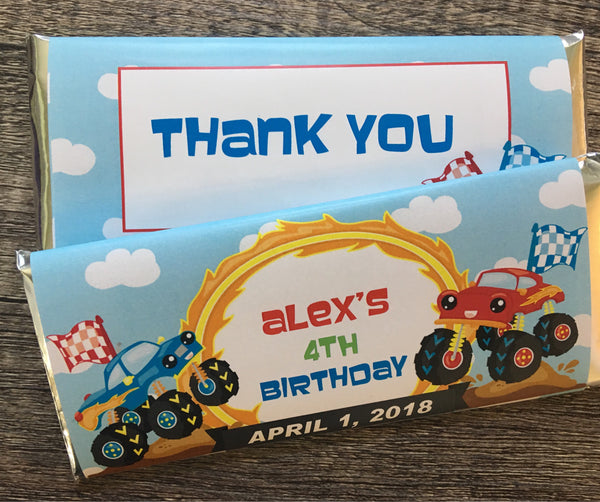 THANK YOU
ALEX'S
4TH
BIRTHDAY
APRIL 1, 2018